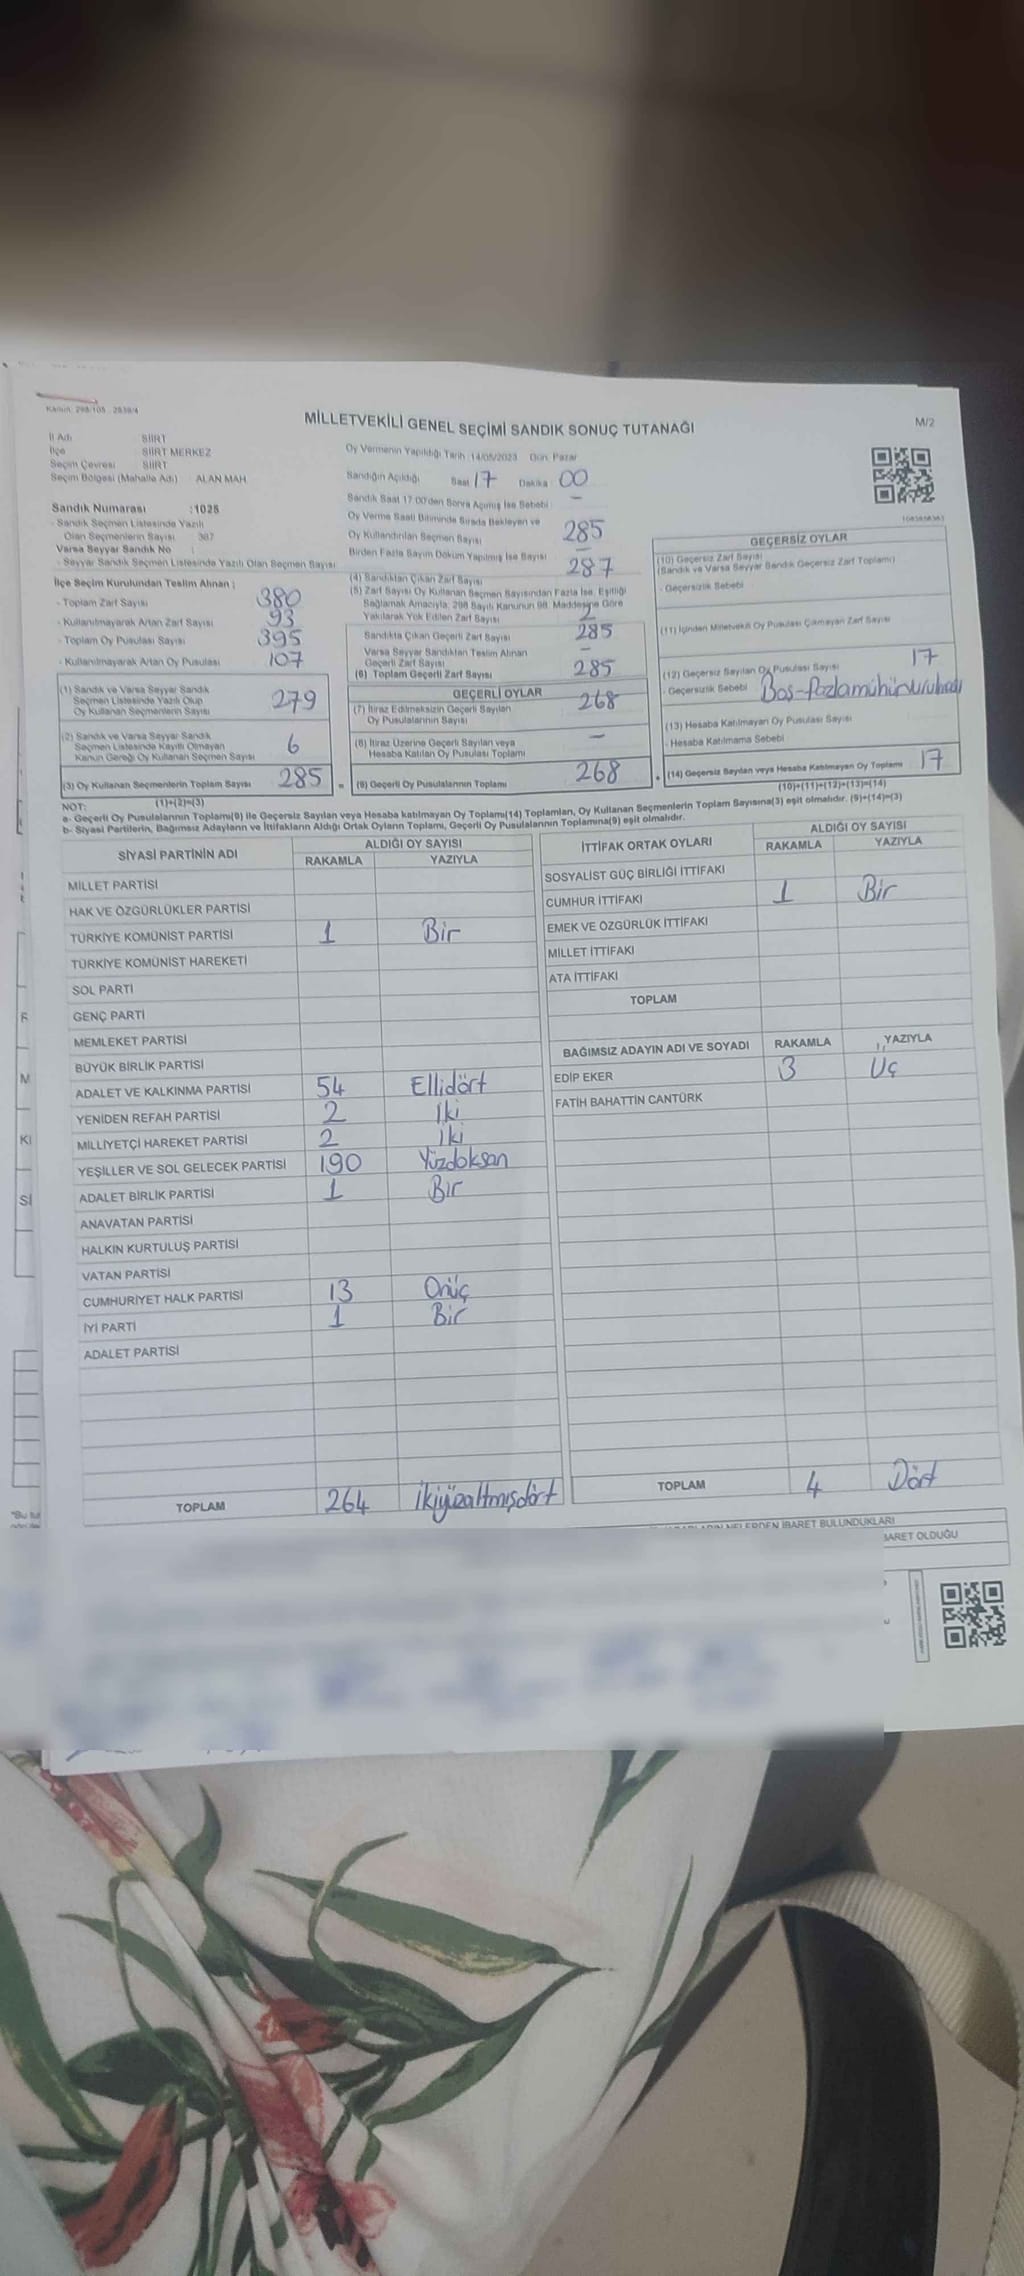 Kanun: 298/105 - 2839/4
MİLLETVEKİLİ GENEL SEÇİMİ SANDIK SONUÇ TUTANAĞI
M/2
İl Adı SİİRT
İlçe SİİRT MERKEZ
Seçim Çevresi SİİRT
Seçim Bölgesi (Mahalle Adı) : ALAN MAH.
Sandık Numarası :1025
- Sandık Seçmen Listesinde Yazılı
Olan Seçmenlerin Sayısı 387
Varsa Seyyar Sandık No :
- Seyyar Sandık Seçmen Listesinde Yazılı Olan Seçmen Sayısı
İlçe Seçim Kurulundan Teslim Alınan ;
- Toplam Zarf Sayısı 380
- Kullanılmayarak Artan Zarf Sayısı 93
- Toplam Oy Pusulası Sayısı 395
- Kullanılmayarak Artan Oy Pusulası 107
(1) Sandık ve Varsa Seyyar Sandık
Seçmen Listesinde Yazılı Olup
Oy Kullanan Seçmenlerin Sayısı 279
(2) Sandık ve Varsa Seyyar Sandık
Seçmen Listesinde Kayıtlı Olmayan
Kanun Gereği Oy Kullanan Seçmen Sayısı 6
(3) Oy Kullanan Seçmenlerin Toplam Sayısı 285 =
(1)+(2)=(3)
Oy Vermenin Yapıldığı Tarih :14/05/2023 Gün: Pazar
Sandığın Açıldığı Saat 17 Dakika 00
Sandık Saat 17.00'den Sonra Açılmış İse Sebebi -
Oy Verme Saati Bitiminde Sırada Bekleyen ve
Oy Kullandırılan Seçmen Sayısı 285
Birden Fazla Sayım Döküm Yapılmış İse Sayısı -
(4) Sandıktan Çıkan Zarf Sayısı 287
(5) Zarf Sayısı Oy Kullanan Seçmen Sayısından Fazla İse, Eşitliği
Sağlamak Amacıyla, 298 Sayılı Kanunun 98. Maddesine Göre
Yakılarak Yok Edilen Zarf Sayısı 2
Sandıkta Çıkan Geçerli Zarf Sayısı 285
Varsa Seyyar Sandıktan Teslim Alınan
Geçerli Zarf Sayısı -
(6) Toplam Geçerli Zarf Sayısı 285
GEÇERLİ OYLAR
(7) İtiraz Edilmeksizin Geçerli Sayılan
Oy Pusulalarının Sayısı 268
(8) İtiraz Üzerine Geçerli Sayılan veya
Hesaba Katılan Oy Pusulası Toplamı -
(9) Geçerli Oy Pusulalarının Toplamı 268 +
GEÇERSİZ OYLAR
(10) Geçersiz Zarf Sayısı
(Sandık ve Varsa Seyyar Sandık Geçersiz Zarf Toplamı)
- Geçersizlik Sebebi
(11) İçinden Milletvekili Oy Pusulası Çıkmayan Zarf Sayısı
(12) Geçersiz Sayılan Oy Pusulası Sayısı 17
- Geçersizlik Sebebi Boş-fazla mühür
(13) Hesaba Katılmayan Oy Pusulası Sayısı
- Hesaba Katılmama Sebebi
(14) Geçersiz Sayılan veya Hesaba Katılmayan Oy Toplamı 17
(10)+(11)+(12)+(13)=(14)
NOT:
a- Geçerli Oy Pusulalarının Toplamı(9) ile Geçersiz Sayılan veya Hesaba katılmayan Oy Toplamı(14) Toplamları, Oy Kullanan Seçmenlerin Toplam Sayısına(3) eşit olmalıdır. (9)+(14)=(3)
b- Siyasi Partilerin, Bağımsız Adayların ve İttifakların Aldığı Ortak Oyların Toplamı, Geçerli Oy Pusulalarının Toplamına(9) eşit olmalıdır.
SİYASİ PARTİNİN ADI
ALDIĞI OY SAYISI
RAKAMLA YAZIYLA
MİLLET PARTİSİ
HAK VE ÖZGÜRLÜKLER PARTİSİ
TÜRKİYE KOMÜNİST PARTİSİ 1 Bir
TÜRKİYE KOMÜNİST HAREKETİ
SOL PARTİ
GENÇ PARTİ
MEMLEKET PARTİSİ
BÜYÜK BİRLİK PARTİSİ
ADALET VE KALKINMA PARTİSİ 54 Ellidört
YENİDEN REFAH PARTİSİ 2 İki
MİLLİYETÇİ HAREKET PARTİSİ 2 İki
YEŞİLLER VE SOL GELECEK PARTİSİ 190 Yüzdoksan
ADALET BİRLİK PARTİSİ 1 Bir
ANAVATAN PARTİSİ
HALKIN KURTULUŞ PARTİSİ
VATAN PARTİSİ
CUMHURİYET HALK PARTİSİ 13 Onüç
İYİ PARTİ 1 Bir
ADALET PARTİSİ
TOPLAM 264 İkiyüzaltmışdört
İTTİFAK ORTAK OYLARI
ALDIĞI OY SAYISI
RAKAMLA YAZIYLA
SOSYALİST GÜÇ BİRLİĞİ İTTİFAKI
CUMHUR İTTİFAKI 1 Bir
EMEK VE ÖZGÜRLÜK İTTİFAKI
MİLLET İTTİFAKI
ATA İTTİFAKI
TOPLAM
BAĞIMSIZ ADAYIN ADI VE SOYADI RAKAMLA YAZIYLA
EDİP EKER 3 Üç
FATİH BAHATTİN CANTÜRK
TOPLAM 4 Dört
NELERDEN İBARET BULUNDUKLARI
BARET OLDUĞU